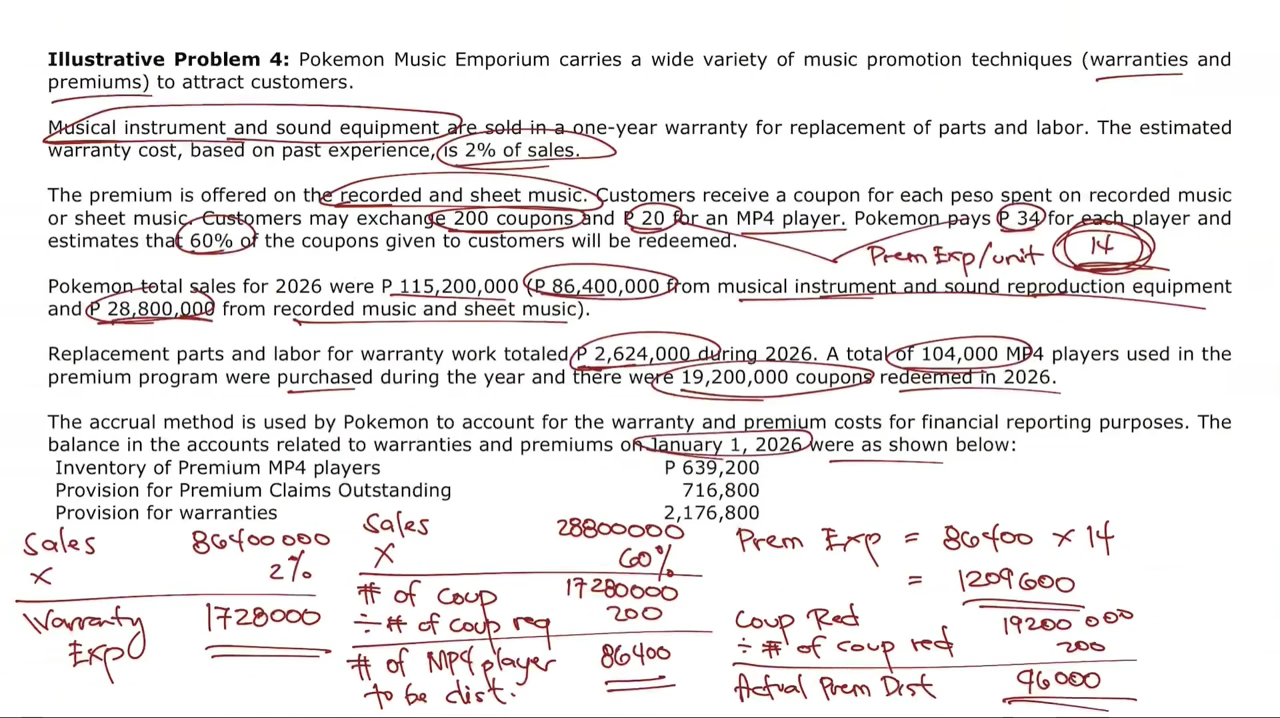 Illustrative Problem 4: Pokemon Music Emporium carries a wide variety of music promotion techniques (warranties and
premiums) to attract customers.
Musical instrument and sound equipment are sold in a one-year warranty for replacement of parts and labor. The estimated
warranty cost, based on past experience, is 2% of sales.
The premium is offered on the recorded and sheet music. Customers receive a coupon for each peso spent on recorded music
or sheet music. Customers may exchange 200 coupons and P 20 for an MP4 player. Pokemon pays P 34 for each player and
estimates that 60% of the coupons given to customers will be redeemed.
Prem Exp/unit 14
Pokemon total sales for 2026 were P 115,200,000 (P 86,400,000 from musical instrument and sound reproduction equipment
and P 28,800,000 from recorded music and sheet music).
Replacement parts and labor for warranty work totaled P 2,624,000 during 2026. A total of 104,000 MP4 players used in the
premium program were purchased during the year and there were 19,200,000 coupons redeemed in 2026.
The accrual method is used by Pokemon to account for the warranty and premium costs for financial reporting purposes. The
balance in the accounts related to warranties and premiums on January 1, 2026 were as shown below:
Inventory of Premium MP4 players P 639,200
Provision for Premium Claims Outstanding 716,800
Provision for warranties 2,176,800
Sales 86400000
X 2%
Warranty Exp 1728000
Sales 28800000
X 60%
# of coup 17280000
÷ # of coup req 200
# of MP4 player 86400
to be dist.
Prem Exp = 86400 X 14
= 1209600
Coup Red 19200000
÷ # of coup red 200
Actual Prem Dist 96000